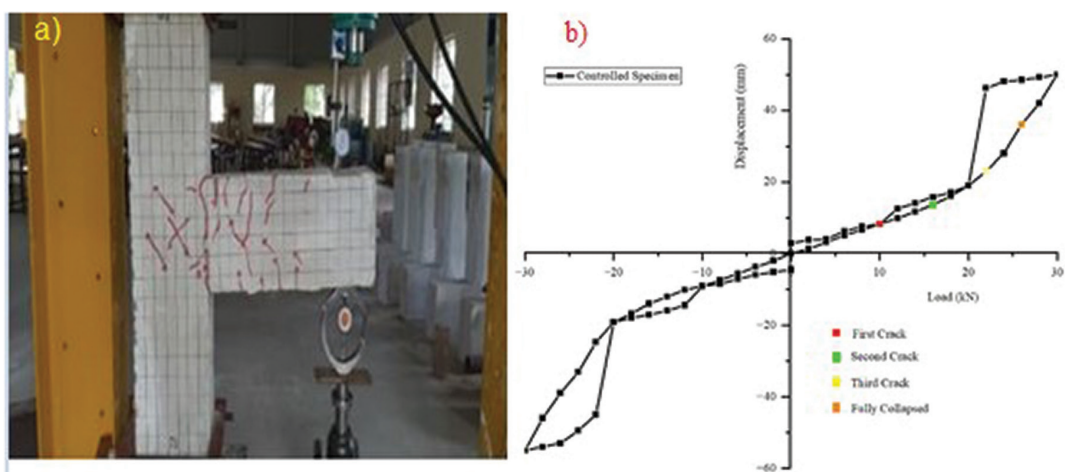 a)
b)
Controlled Specimen
Displacement (mm)
60
40
20
0
−20
−40
−60
−30
−20
−10
10
20
30
Load (kN)
First Crack
Second Crack
Third Crack
Fully Collapsed